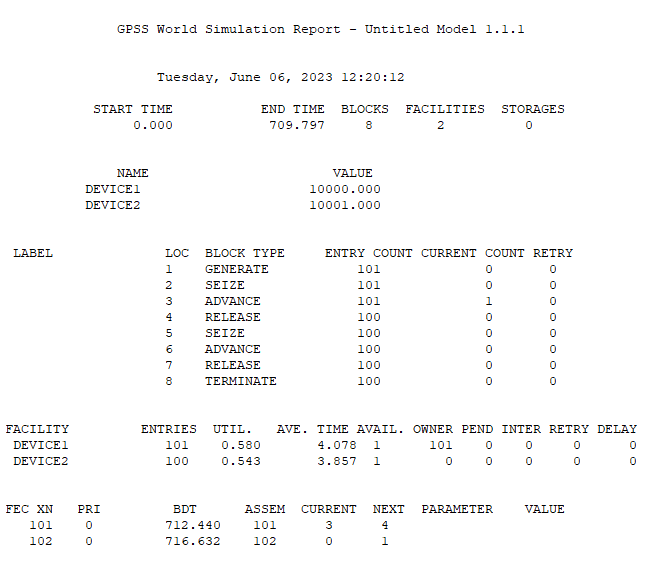 GPSS World Simulation Report - Untitled Model 1.1.1
Tuesday, June 06, 2023 12:20:12
START TIME END TIME BLOCKS FACILITIES STORAGES
0.000 709.797 8 2 0
NAME VALUE
DEVICE1 10000.000
DEVICE2 10001.000
LABEL LOC BLOCK TYPE ENTRY COUNT CURRENT COUNT RETRY
1 GENERATE 101 0 0
2 SEIZE 101 0 0
3 ADVANCE 101 1 0
4 RELEASE 100 0 0
5 SEIZE 100 0 0
6 ADVANCE 100 0 0
7 RELEASE 100 0 0
8 TERMINATE 100 0 0
FACILITY ENTRIES UTIL. AVE. TIME AVAIL. OWNER PEND INTER RETRY DELAY
DEVICE1 101 0.580 4.078 1 101 0 0 0 0
DEVICE2 100 0.543 3.857 1 0 0 0 0 0
FEC XN PRI BDT ASSEM CURRENT NEXT PARAMETER VALUE
101 0 712.440 101 3 4
102 0 716.632 102 0 1